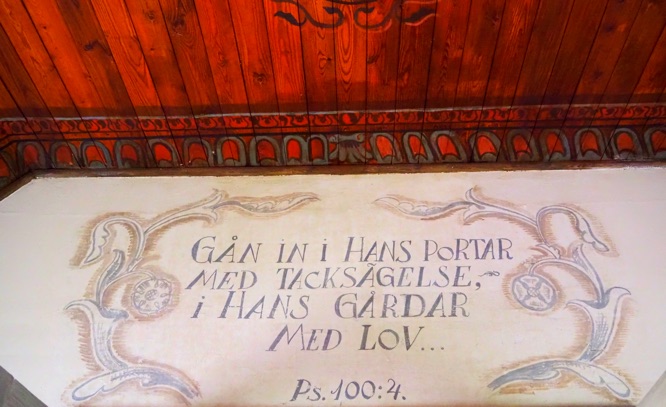 GÅN IN I HANS PORTAR
MED TACKSÄGELSE,
I HANS GÅRDAR
MED LOV...
Ps. 100:4.